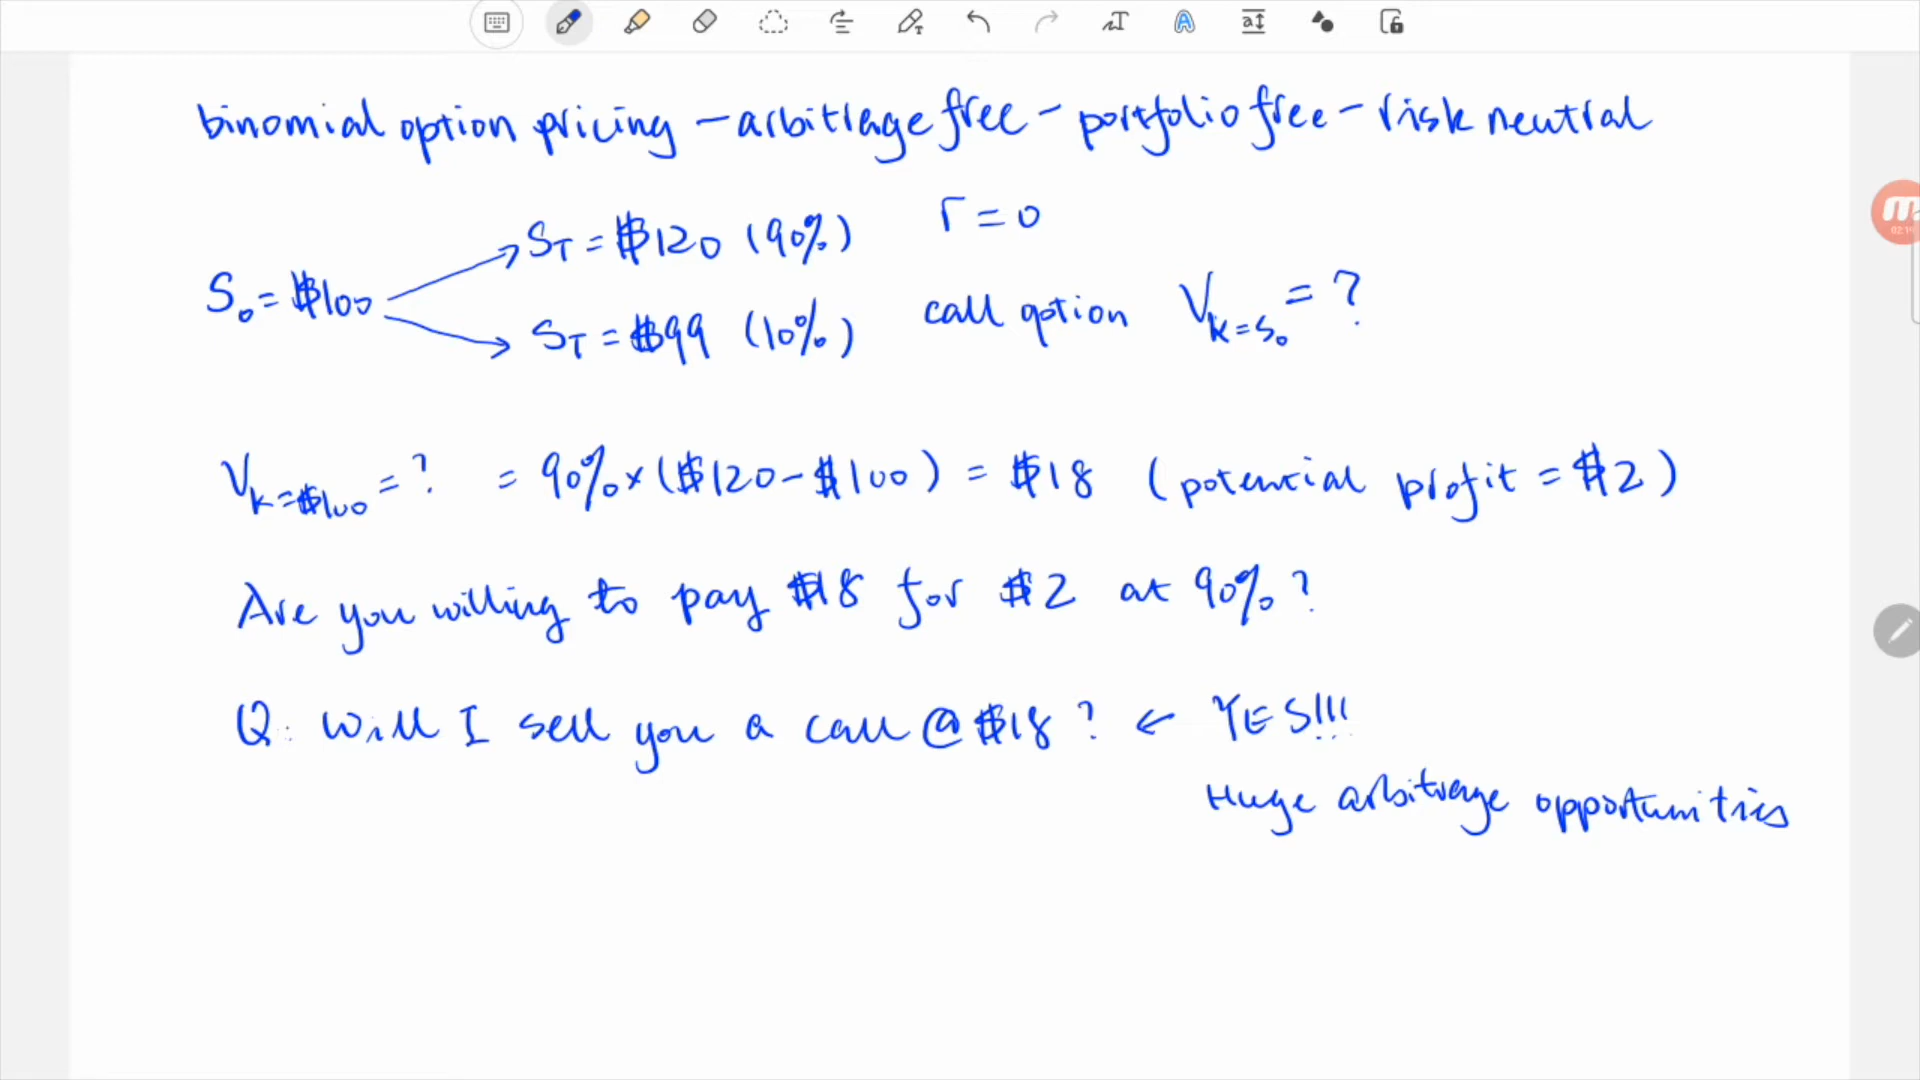 binomial option pricing - arbitrage free - portfolio free - risk neutral
S₀ = $100
S_T = $120 (90%)
r = 0
S_T = $99 (10%)
call option V_{K=S₀} = ?
V_{K=$100} = ? = 90% × ($120 - $100) = $18 (potential profit = $2)
Are you willing to pay $18 for $2 at 90%?
Q: Will I sell you a call @ $18? ← YES!!!
Huge arbitrage opportunities